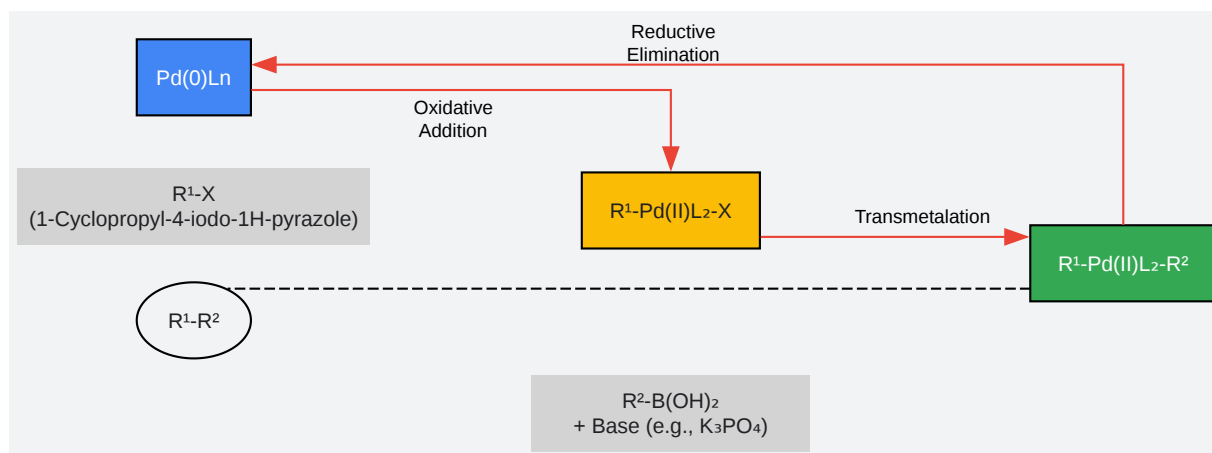 Reductive
Elimination
Pd(0)Ln
Oxidative
Addition
R¹-X
(1-Cyclopropyl-4-iodo-1H-pyrazole)
R¹-Pd(II)L₂-X
Transmetalation
R¹-Pd(II)L₂-R²
R¹-R²
R²-B(OH)₂
+ Base (e.g., K₃PO₄)